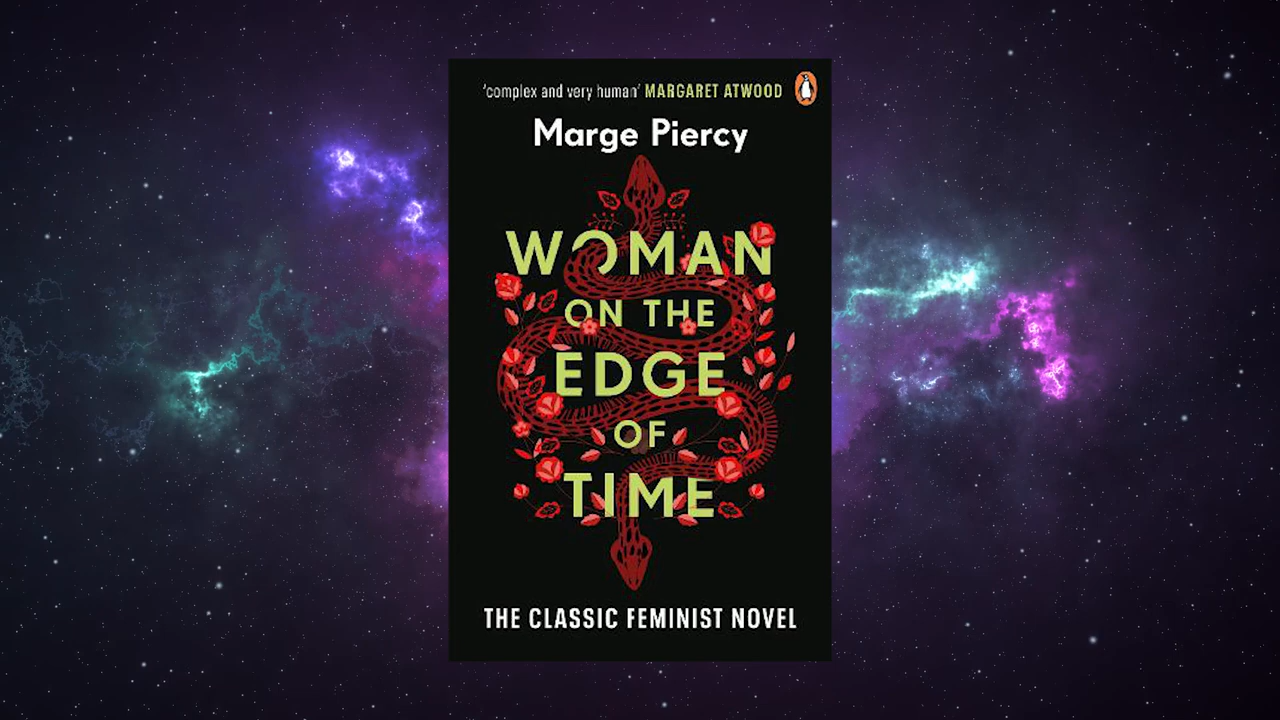 ‘complex and very human’ MARGARET ATWOOD
Marge Piercy
WOMAN
ON THE
EDGE
OF
TIME
THE CLASSIC FEMINIST NOVEL